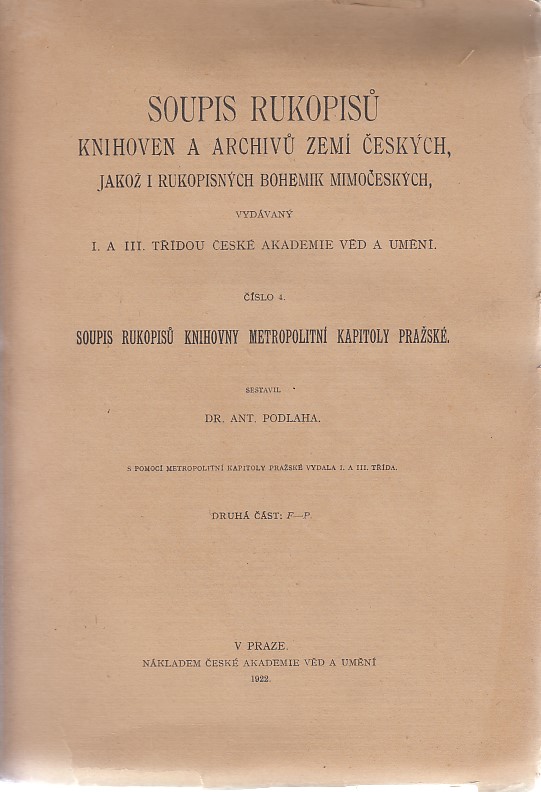 SOUPIS RUKOPISŮ
KNIHOVEN A ARCHIVŮ ZEMÍ ČESKÝCH,
JAKOŽ I RUKOPISNÝCH BOHEMIK MIMOČESKÝCH,
VYDÁVANÝ
I. A III. TŘÍDOU ČESKÉ AKADEMIE VĚD A UMĚNÍ.
ČÍSLO 4.
SOUPIS RUKOPISŮ KNIHOVNY METROPOLITNÍ KAPITOLY PRAŽSKÉ.
SESTAVIL
DR. ANT. PODLAHA.
S POMOCÍ METROPOLITNÍ KAPITOLY PRAŽSKÉ VYDALA I. A III. TŘÍDA.
DRUHÁ ČÁST: F—P.
V PRAZE.
NÁKLADEM ČESKÉ AKADEMIE VĚD A UMĚNÍ
1922.